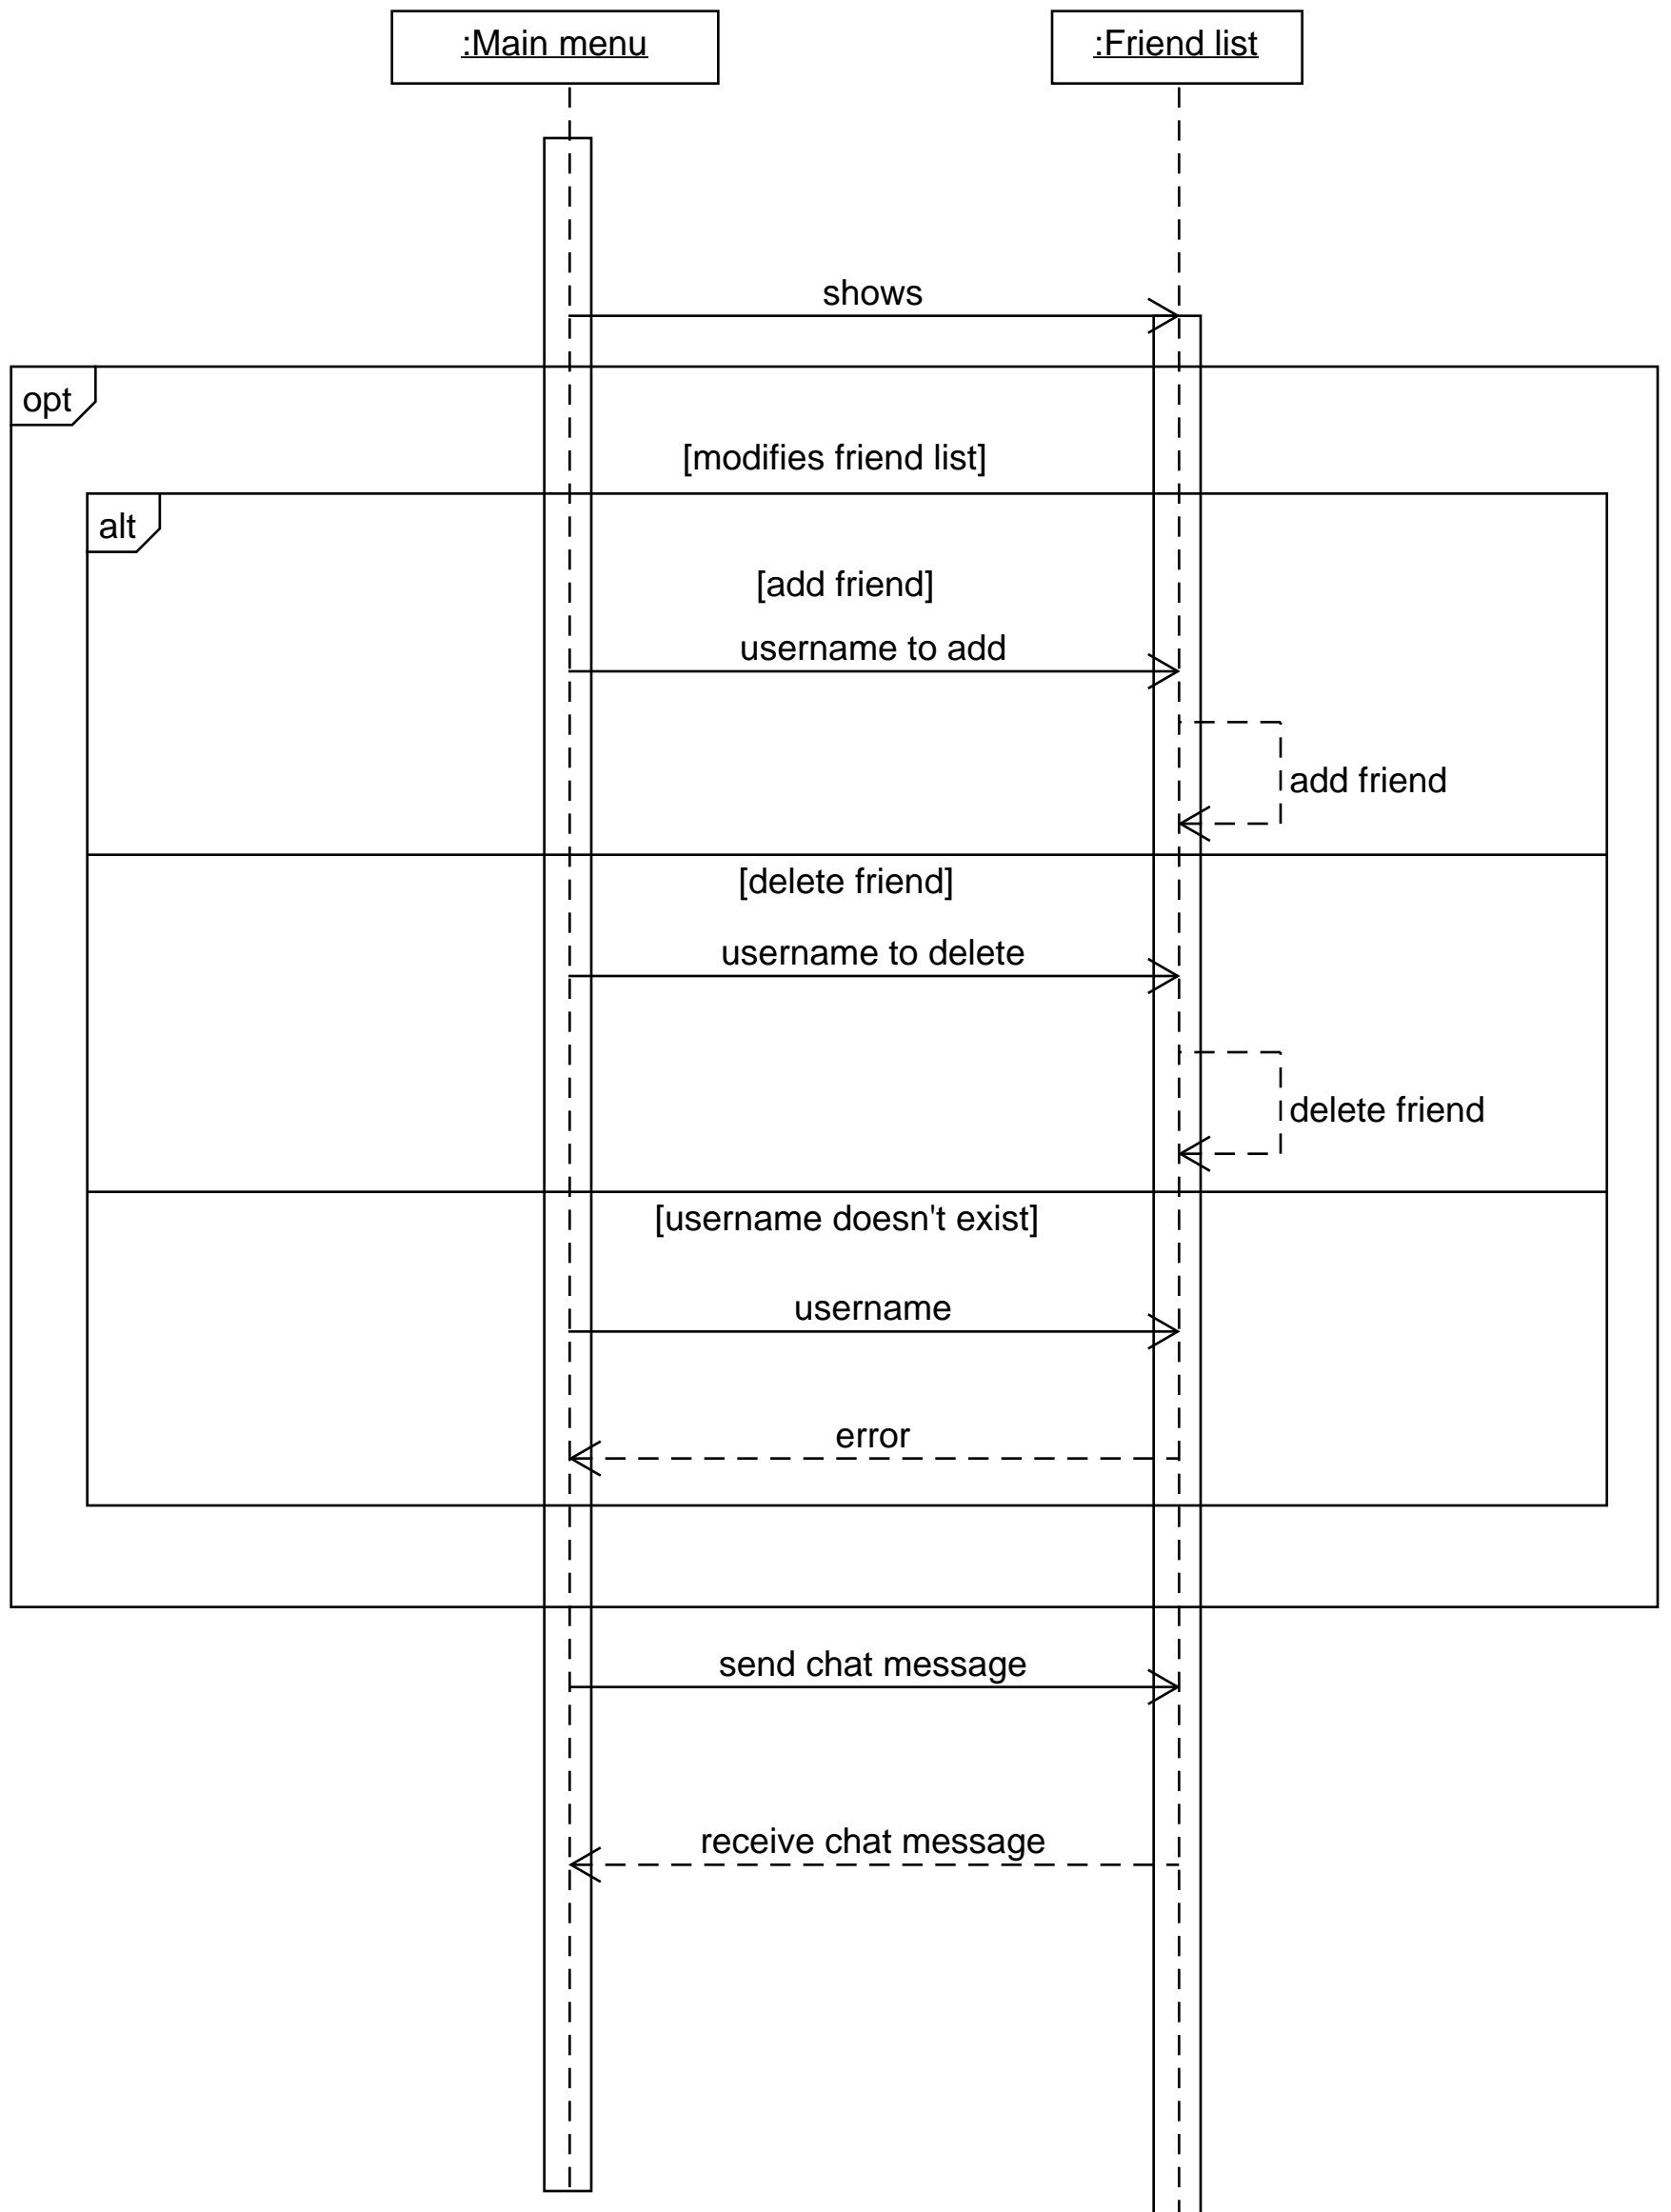 :Main menu
:Friend list
shows
opt
[modifies friend list]
alt
[add friend]
username to add
add friend
[delete friend]
username to delete
delete friend
[username doesn't exist]
username
error
send chat message
receive chat message